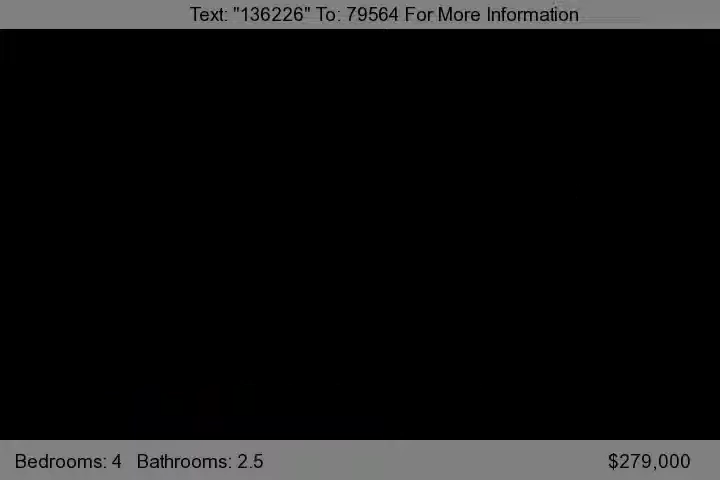 Text: "136226" To: 79564 For More Information
Bedrooms: 4 Bathrooms: 2.5 $279,000